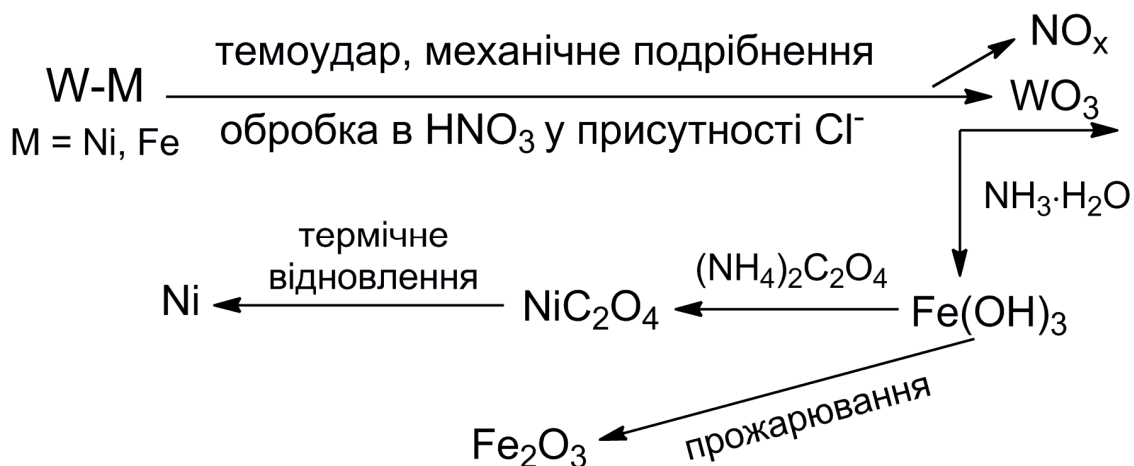 темоудар, механічне подрібнення
NOₓ
W-M
WO₃
M = Ni, Fe
обробка в HNO₃ у присутності Cl⁻
NH₃·H₂O
термічне
відновлення
(NH₄)₂C₂O₄
Ni
NiC₂O₄
Fe(OH)₃
прожарювання
Fe₂O₃